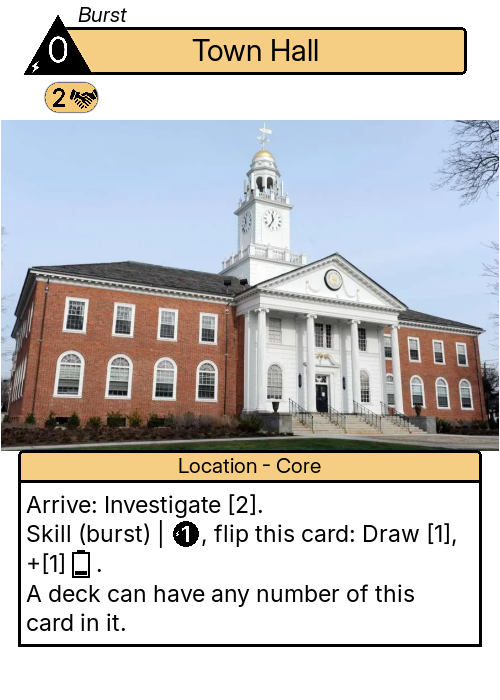 Burst
0
Town Hall
2
Location - Core
Arrive: Investigate [2].
Skill (burst) | 1, flip this card: Draw [1],
+[1] .
A deck can have any number of this
card in it.